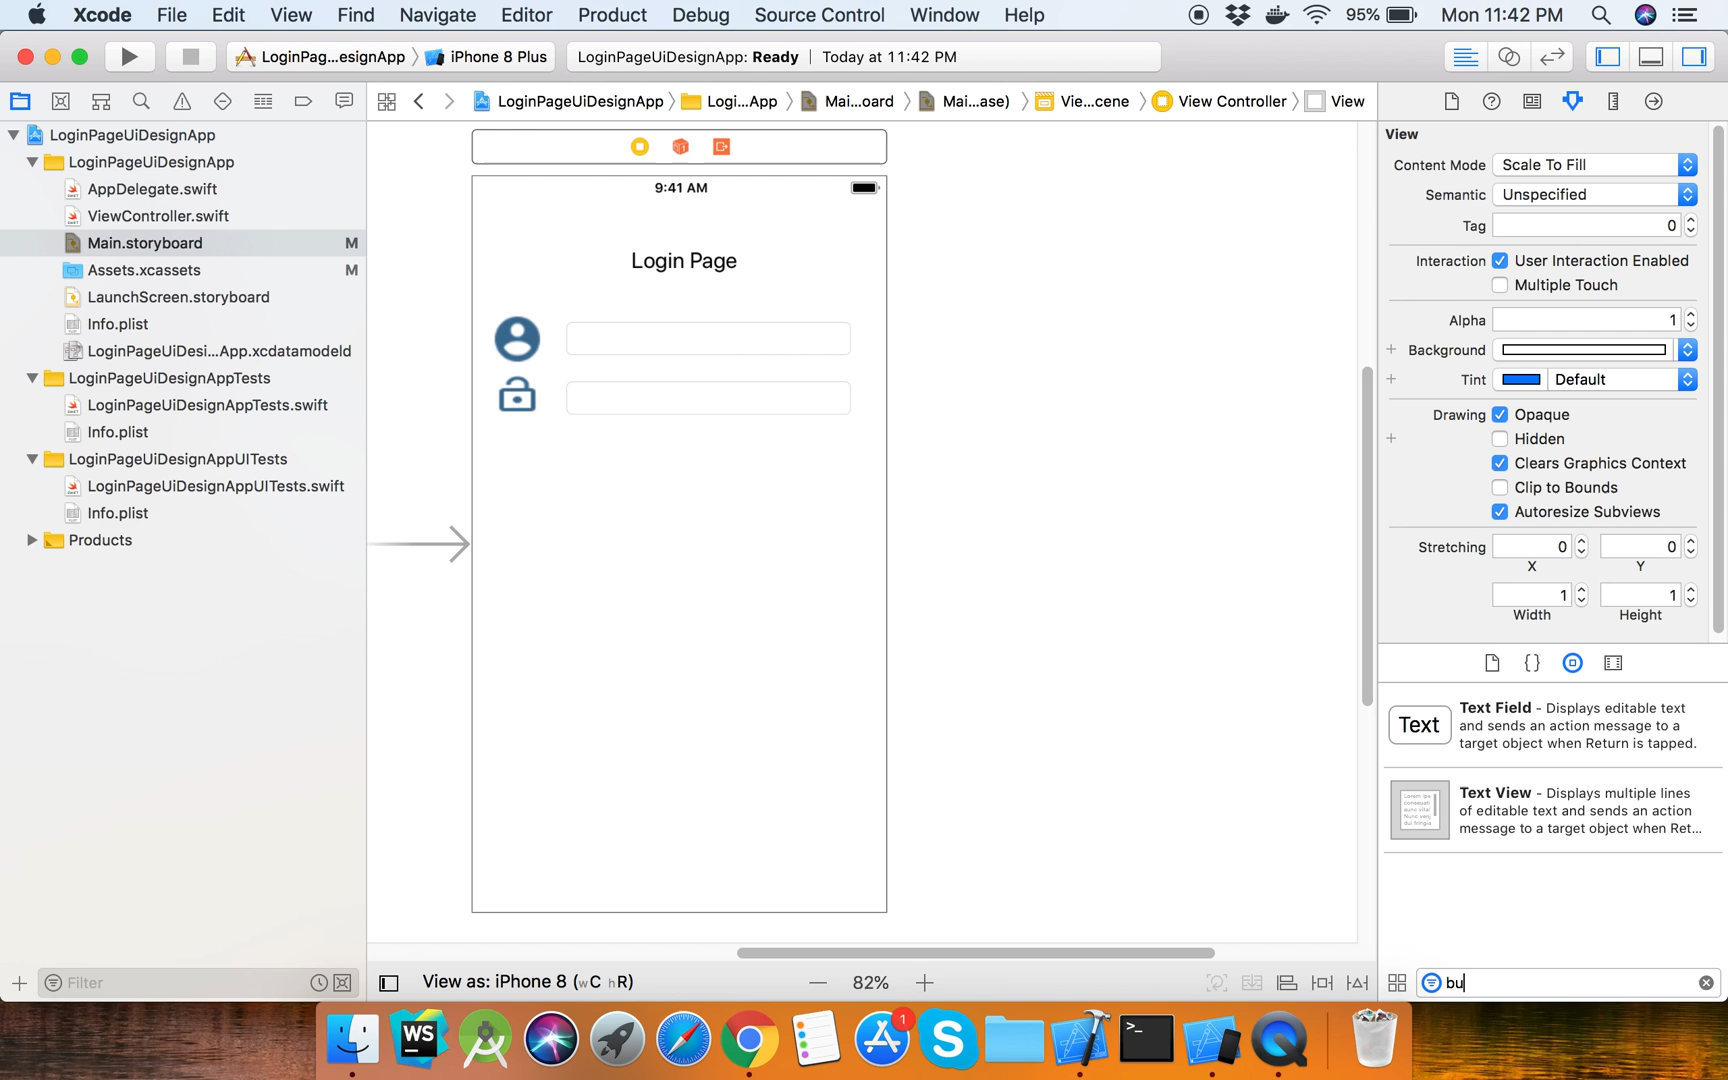 Xcode File Edit View Find Navigate Editor Product Debug Source Control Window Help 95% Mon 11:42 PM
LoginPag...esignApp iPhone 8 Plus LoginPageUiDesignApp: Ready Today at 11:42 PM
LoginPageUiDesignApp Logi...App Mai...oard Mai...ase) Vie...cene View Controller View
LoginPageUiDesignApp
LoginPageUiDesignApp
AppDelegate.swift
ViewController.swift
Main.storyboard M
Assets.xcassets M
LaunchScreen.storyboard
Info.plist
LoginPageUiDesi...App.xcdatamodeld
LoginPageUiDesignAppTests
LoginPageUiDesignAppTests.swift
Info.plist
LoginPageUiDesignAppUITests
LoginPageUiDesignAppUITests.swift
Info.plist
Products
Filter
9:41 AM
Login Page
View as: iPhone 8 (wC hR) 82%
View
Content Mode Scale To Fill
Semantic Unspecified
Tag 0
Interaction User Interaction Enabled
Multiple Touch
Alpha 1
Background
Tint Default
Drawing Opaque
Hidden
Clears Graphics Context
Clip to Bounds
Autoresize Subviews
Stretching 0 0
X Y
1 1
Width Height
{}
Text
Text Field - Displays editable text
and sends an action message to a
target object when Return is tapped.
Text View - Displays multiple lines
of editable text and sends an action
message to a target object when Ret...
bu
WS
1